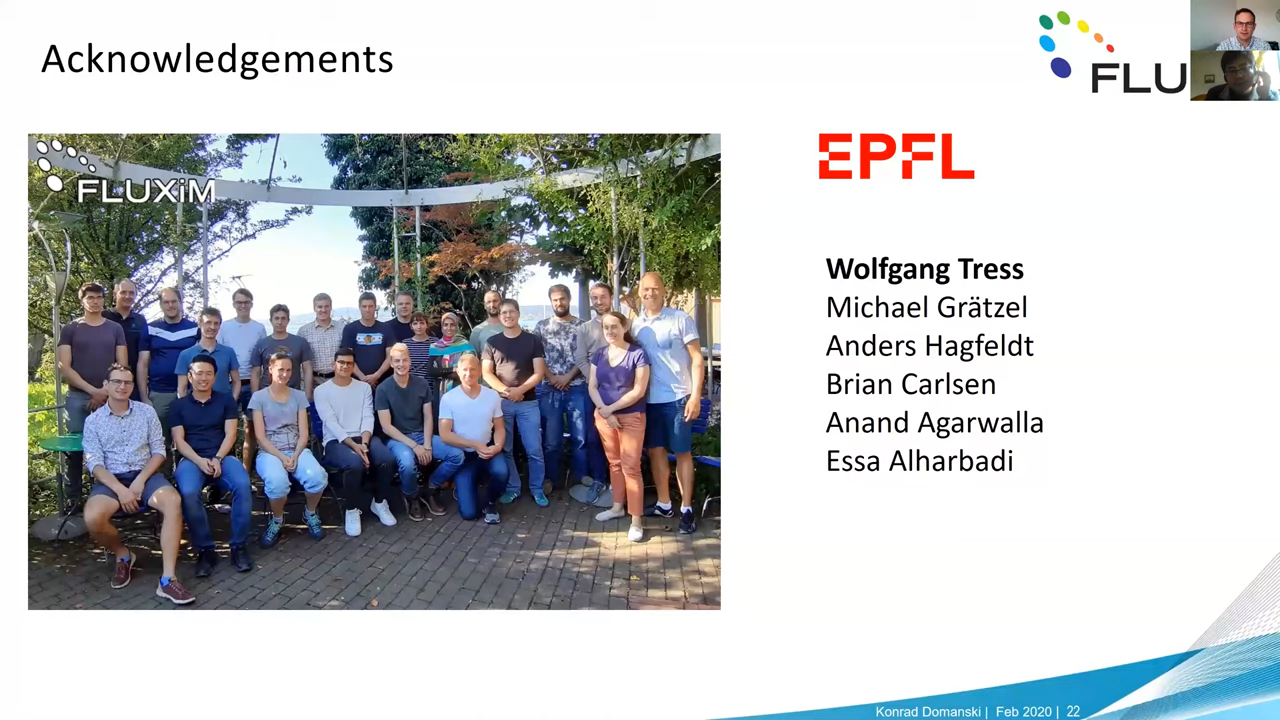 Acknowledgements
FLU
FLUXiM
EPFL
Wolfgang Tress
Michael Grätzel
Anders Hagfeldt
Brian Carlsen
Anand Agarwalla
Essa Alharbadi
Konrad Domanski | Feb 2020 | 22